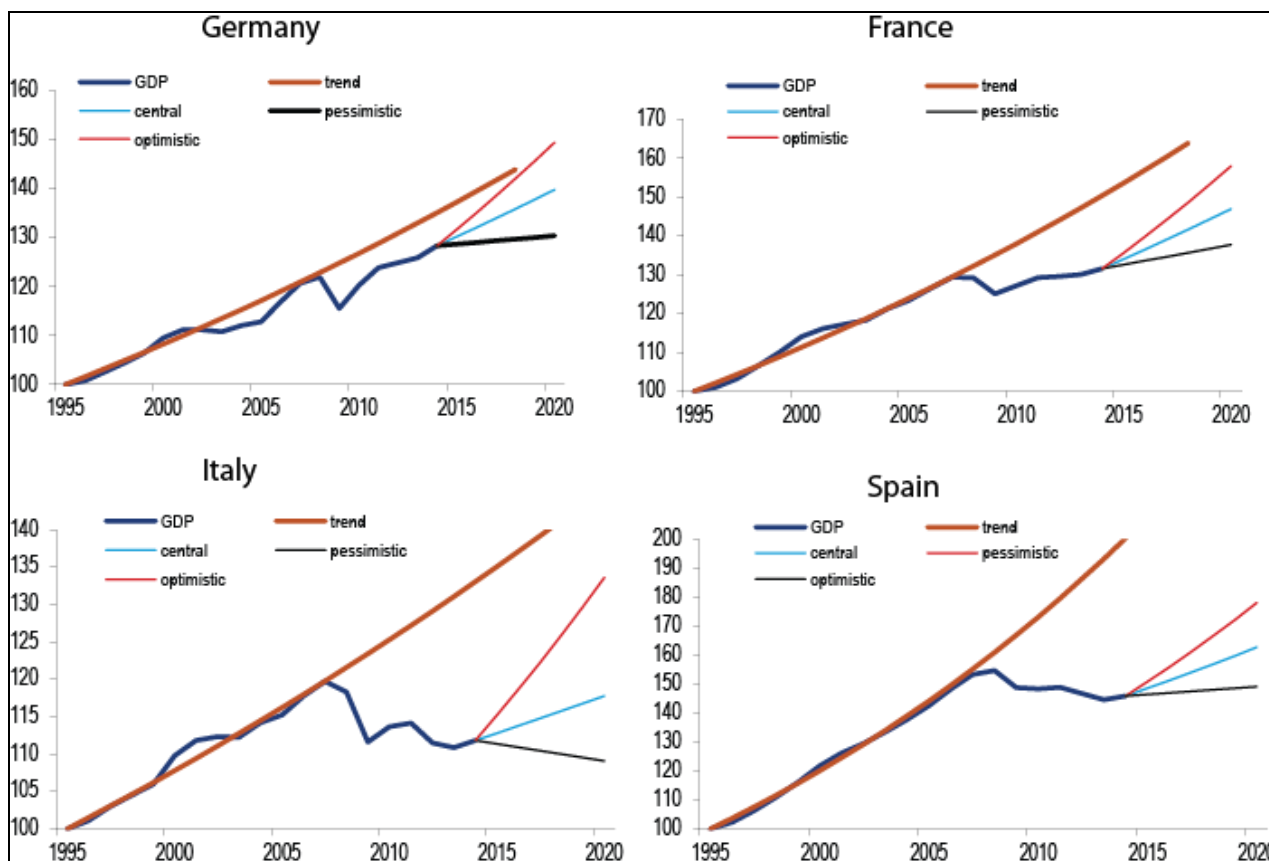 Germany
GDP trend
central pessimistic
optimistic
160
150
140
130
120
110
100
1995 2000 2005 2010 2015 2020
France
GDP trend
central pessimistic
optimistic
170
160
150
140
130
120
110
100
1995 2000 2005 2010 2015 2020
Italy
GDP trend
central pessimistic
optimistic
140
135
130
125
120
115
110
105
100
1995 2000 2005 2010 2015 2020
Spain
GDP trend
central pessimistic
optimistic
200
190
180
170
160
150
140
130
120
110
100
1995 2000 2005 2010 2015 2020